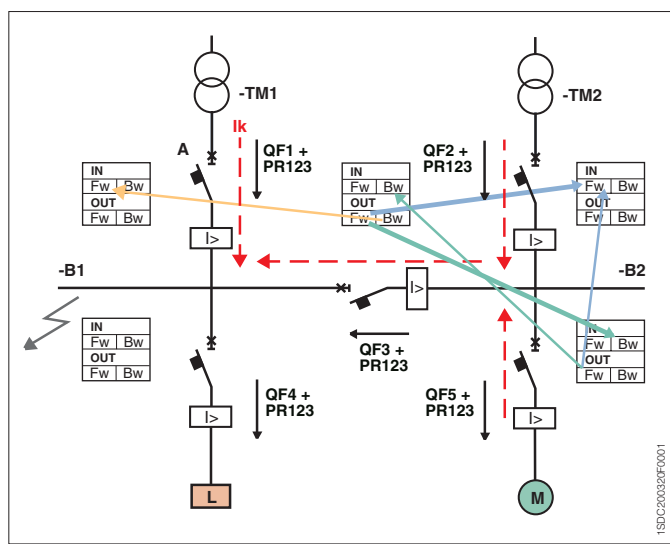 -TM1
-TM2
Ik
A
QF1 +
PR123
QF2 +
PR123
IN
Fw Bw
OUT
Fw Bw
IN
Fw Bw
OUT
Fw Bw
IN
Fw Bw
OUT
Fw Bw
I>
I>
-B1
-B2
I>
IN
Fw Bw
OUT
Fw Bw
QF3 +
PR123
IN
Fw Bw
OUT
Fw Bw
QF4 +
PR123
QF5 +
PR123
I>
I>
L
M
1SDC200320F0001